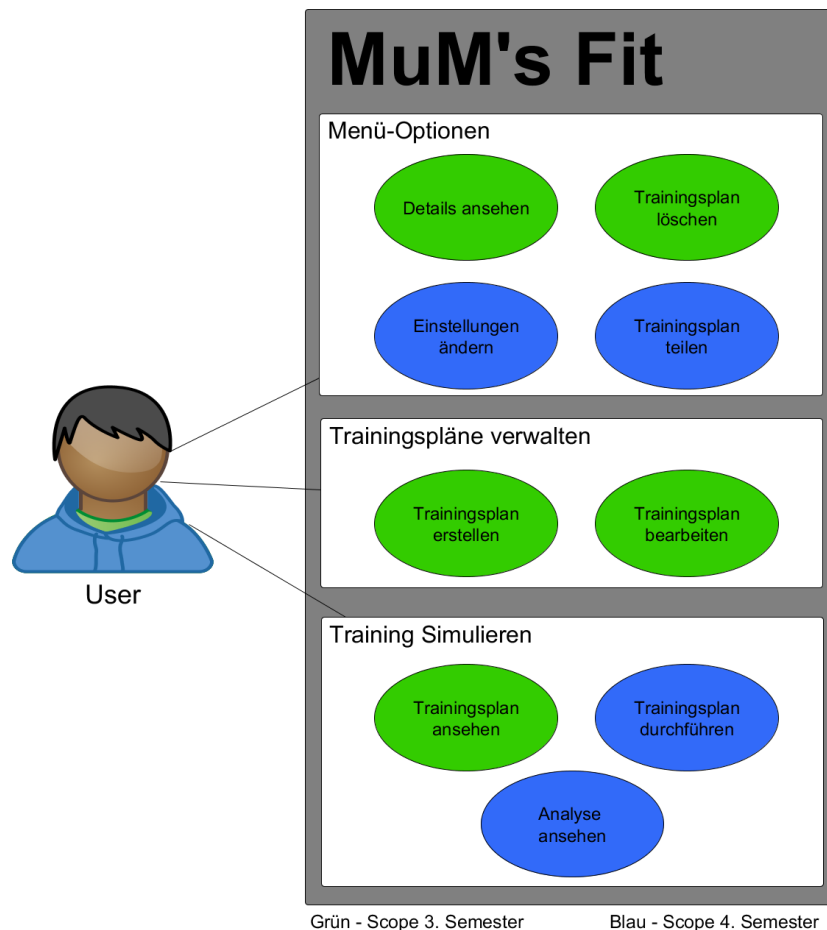 MuM's Fit
Menü-Optionen
Details ansehen
Trainingsplan
löschen
Einstellungen
ändern
Trainingsplan
teilen
Trainingspläne verwalten
Trainingsplan
erstellen
Trainingsplan
bearbeiten
User
Training Simulieren
Trainingsplan
ansehen
Trainingsplan
durchführen
Analyse
ansehen
Grün - Scope 3. Semester
Blau - Scope 4. Semester